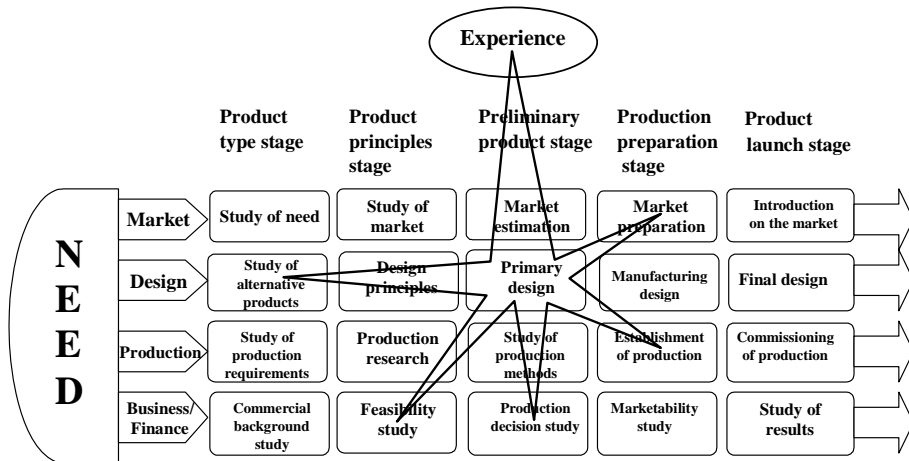 Experience
Product
type stage
Product
principles
stage
Preliminary
product stage
Production
preparation
stage
Product
launch stage
NEED
Market
Study of need
Study of
market
Market
estimation
Market
preparation
Introduction
on the market
Design
Study of
alternative
products
Design
principles
Primary
design
Manufacturing
design
Final design
Production
Study of
production
requirements
Production
research
Study of
production
methods
Establishment
of production
Commissioning
of production
Business/
Finance
Commercial
background
study
Feasibility
study
Production
decision study
Marketability
study
Study of
results